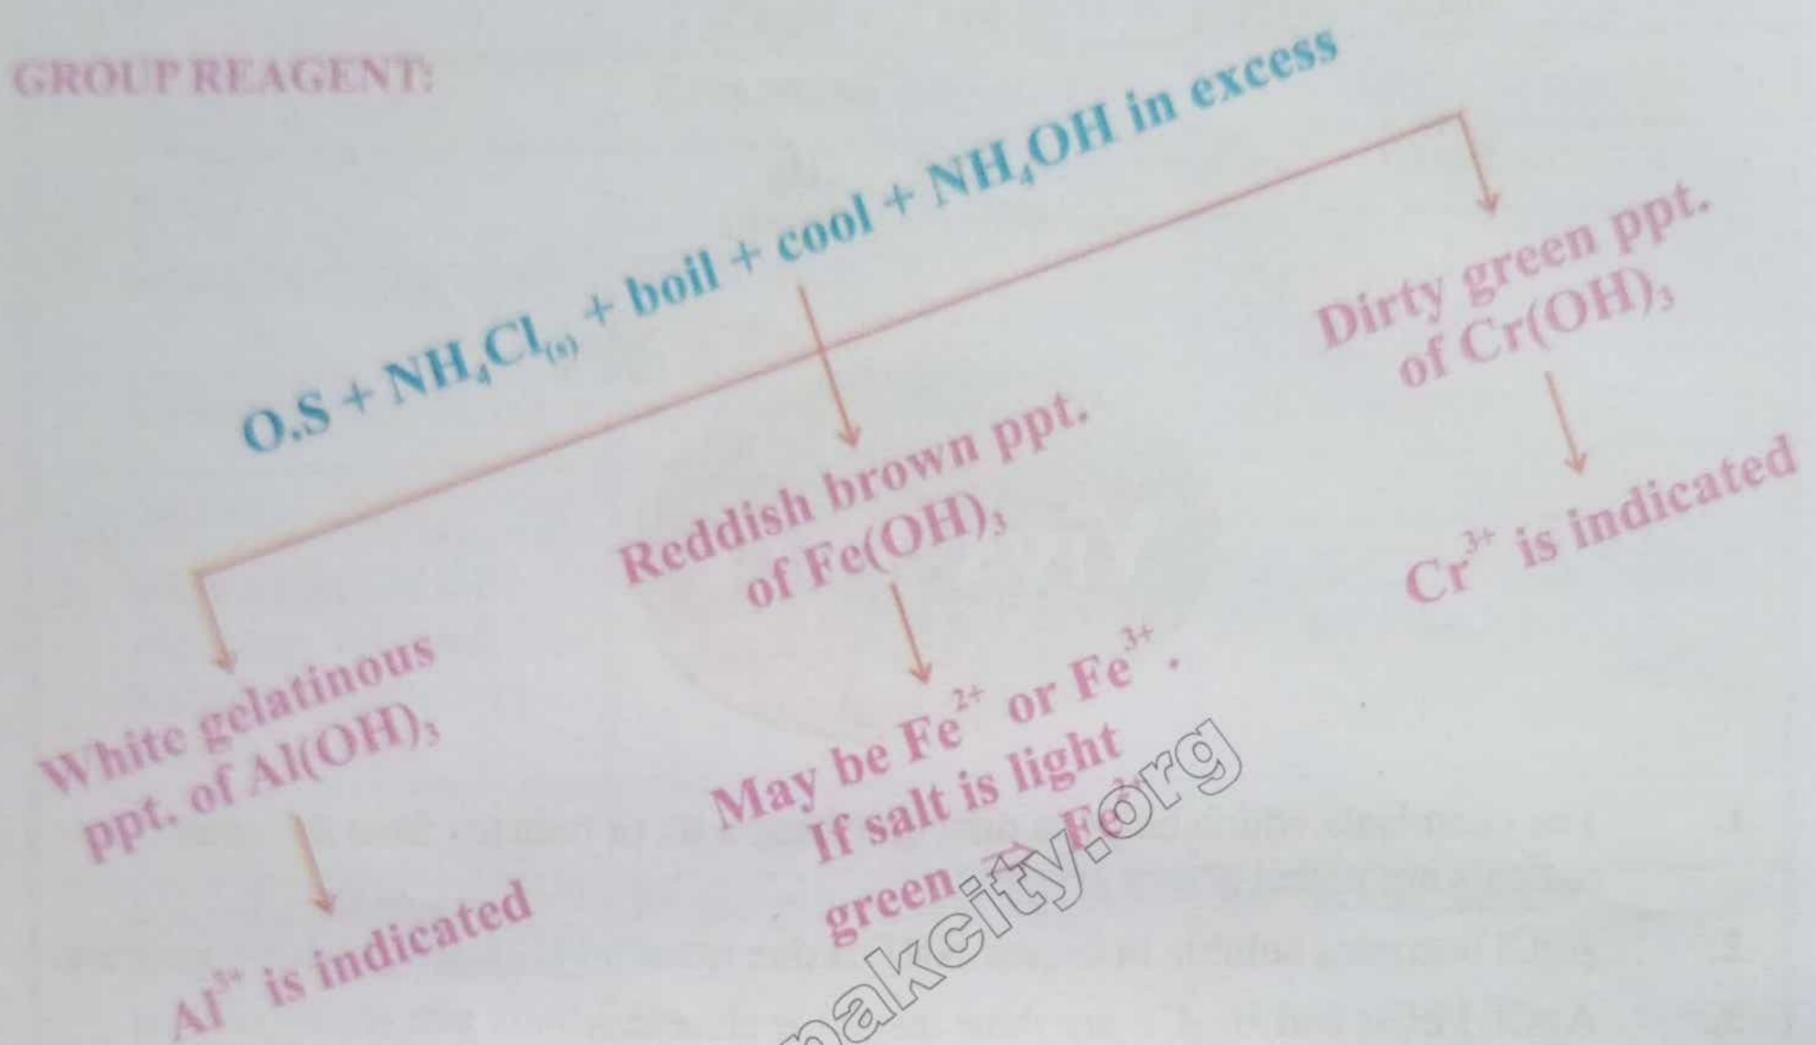 GROUP REAGENT:
O.S + NH₄Cl₍ₛ₎ + boil + cool + NH₄OH in excess
White gelatinous
ppt. of Al(OH)₃
Al³⁺ is indicated
Reddish brown ppt.
of Fe(OH)₃
May be Fe²⁺ or Fe³⁺.
If salt is light
green ⇒ Fe²⁺
Dirty green ppt.
of Cr(OH)₃
Cr³⁺ is indicated
pakcity.org